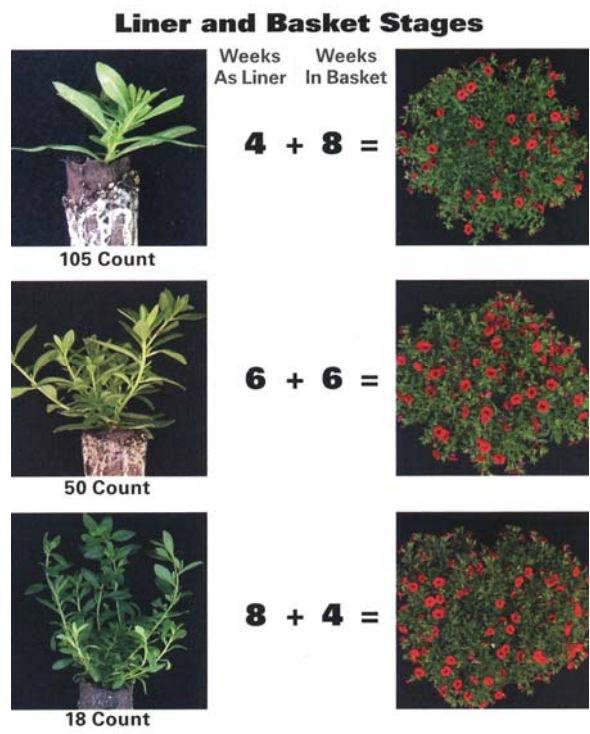 Liner and Basket Stages
Weeks Weeks
As Liner In Basket
4 + 8 =
105 Count
6 + 6 =
50 Count
8 + 4 =
18 Count